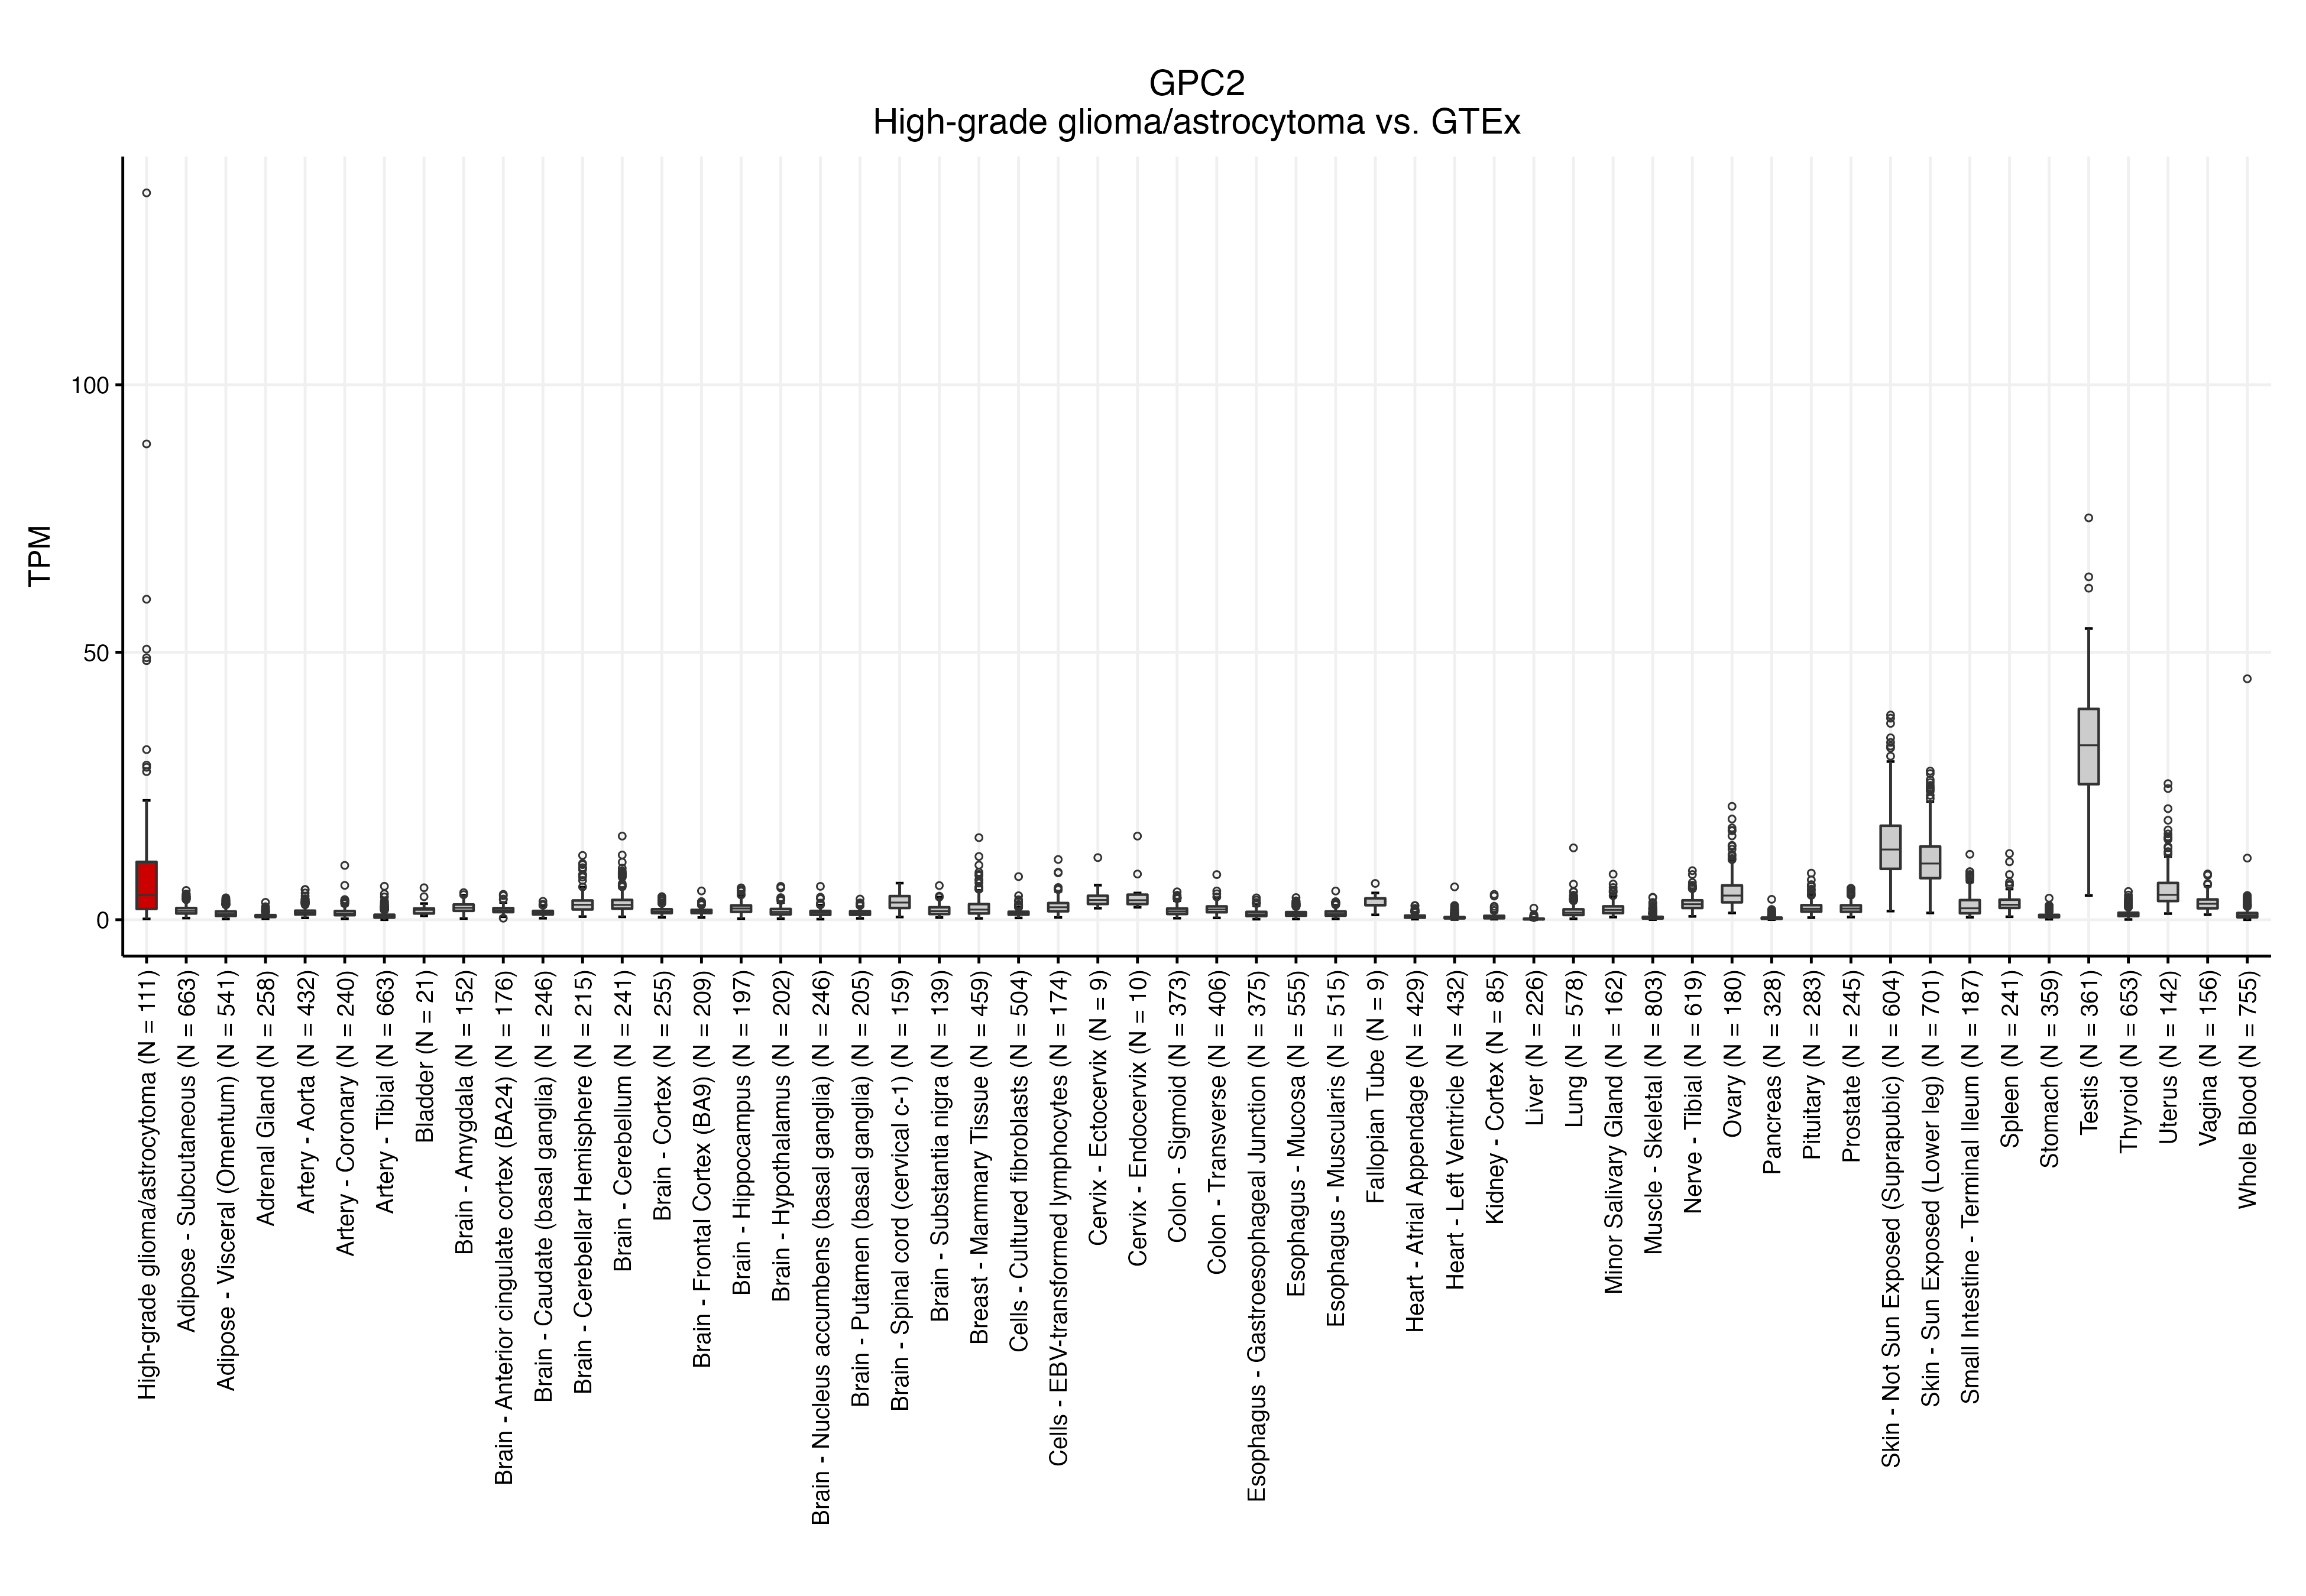 GPC2
High-grade glioma/astrocytoma vs. GTEx
TPM
100
50
0
High-grade glioma/astrocytoma (N = 111)
Adipose - Subcutaneous (N = 663)
Adipose - Visceral (Omentum) (N = 541)
Adrenal Gland (N = 258)
Artery - Aorta (N = 432)
Artery - Coronary (N = 240)
Artery - Tibial (N = 663)
Bladder (N = 21)
Brain - Amygdala (N = 152)
Brain - Anterior cingulate cortex (BA24) (N = 176)
Brain - Caudate (basal ganglia) (N = 246)
Brain - Cerebellar Hemisphere (N = 215)
Brain - Cerebellum (N = 241)
Brain - Cortex (N = 255)
Brain - Frontal Cortex (BA9) (N = 209)
Brain - Hippocampus (N = 197)
Brain - Hypothalamus (N = 202)
Brain - Nucleus accumbens (basal ganglia) (N = 246)
Brain - Putamen (basal ganglia) (N = 205)
Brain - Spinal cord (cervical c-1) (N = 159)
Brain - Substantia nigra (N = 139)
Breast - Mammary Tissue (N = 459)
Cells - Cultured fibroblasts (N = 504)
Cells - EBV-transformed lymphocytes (N = 174)
Cervix - Ectocervix (N = 9)
Cervix - Endocervix (N = 10)
Colon - Sigmoid (N = 373)
Colon - Transverse (N = 406)
Esophagus - Gastroesophageal Junction (N = 375)
Esophagus - Mucosa (N = 555)
Esophagus - Muscularis (N = 515)
Fallopian Tube (N = 9)
Heart - Atrial Appendage (N = 429)
Heart - Left Ventricle (N = 432)
Kidney - Cortex (N = 85)
Liver (N = 226)
Lung (N = 578)
Minor Salivary Gland (N = 162)
Muscle - Skeletal (N = 803)
Nerve - Tibial (N = 619)
Ovary (N = 180)
Pancreas (N = 328)
Pituitary (N = 283)
Prostate (N = 245)
Skin - Not Sun Exposed (Suprapubic) (N = 604)
Skin - Sun Exposed (Lower leg) (N = 701)
Small Intestine - Terminal Ileum (N = 187)
Spleen (N = 241)
Stomach (N = 359)
Testis (N = 361)
Thyroid (N = 653)
Uterus (N = 142)
Vagina (N = 156)
Whole Blood (N = 755)